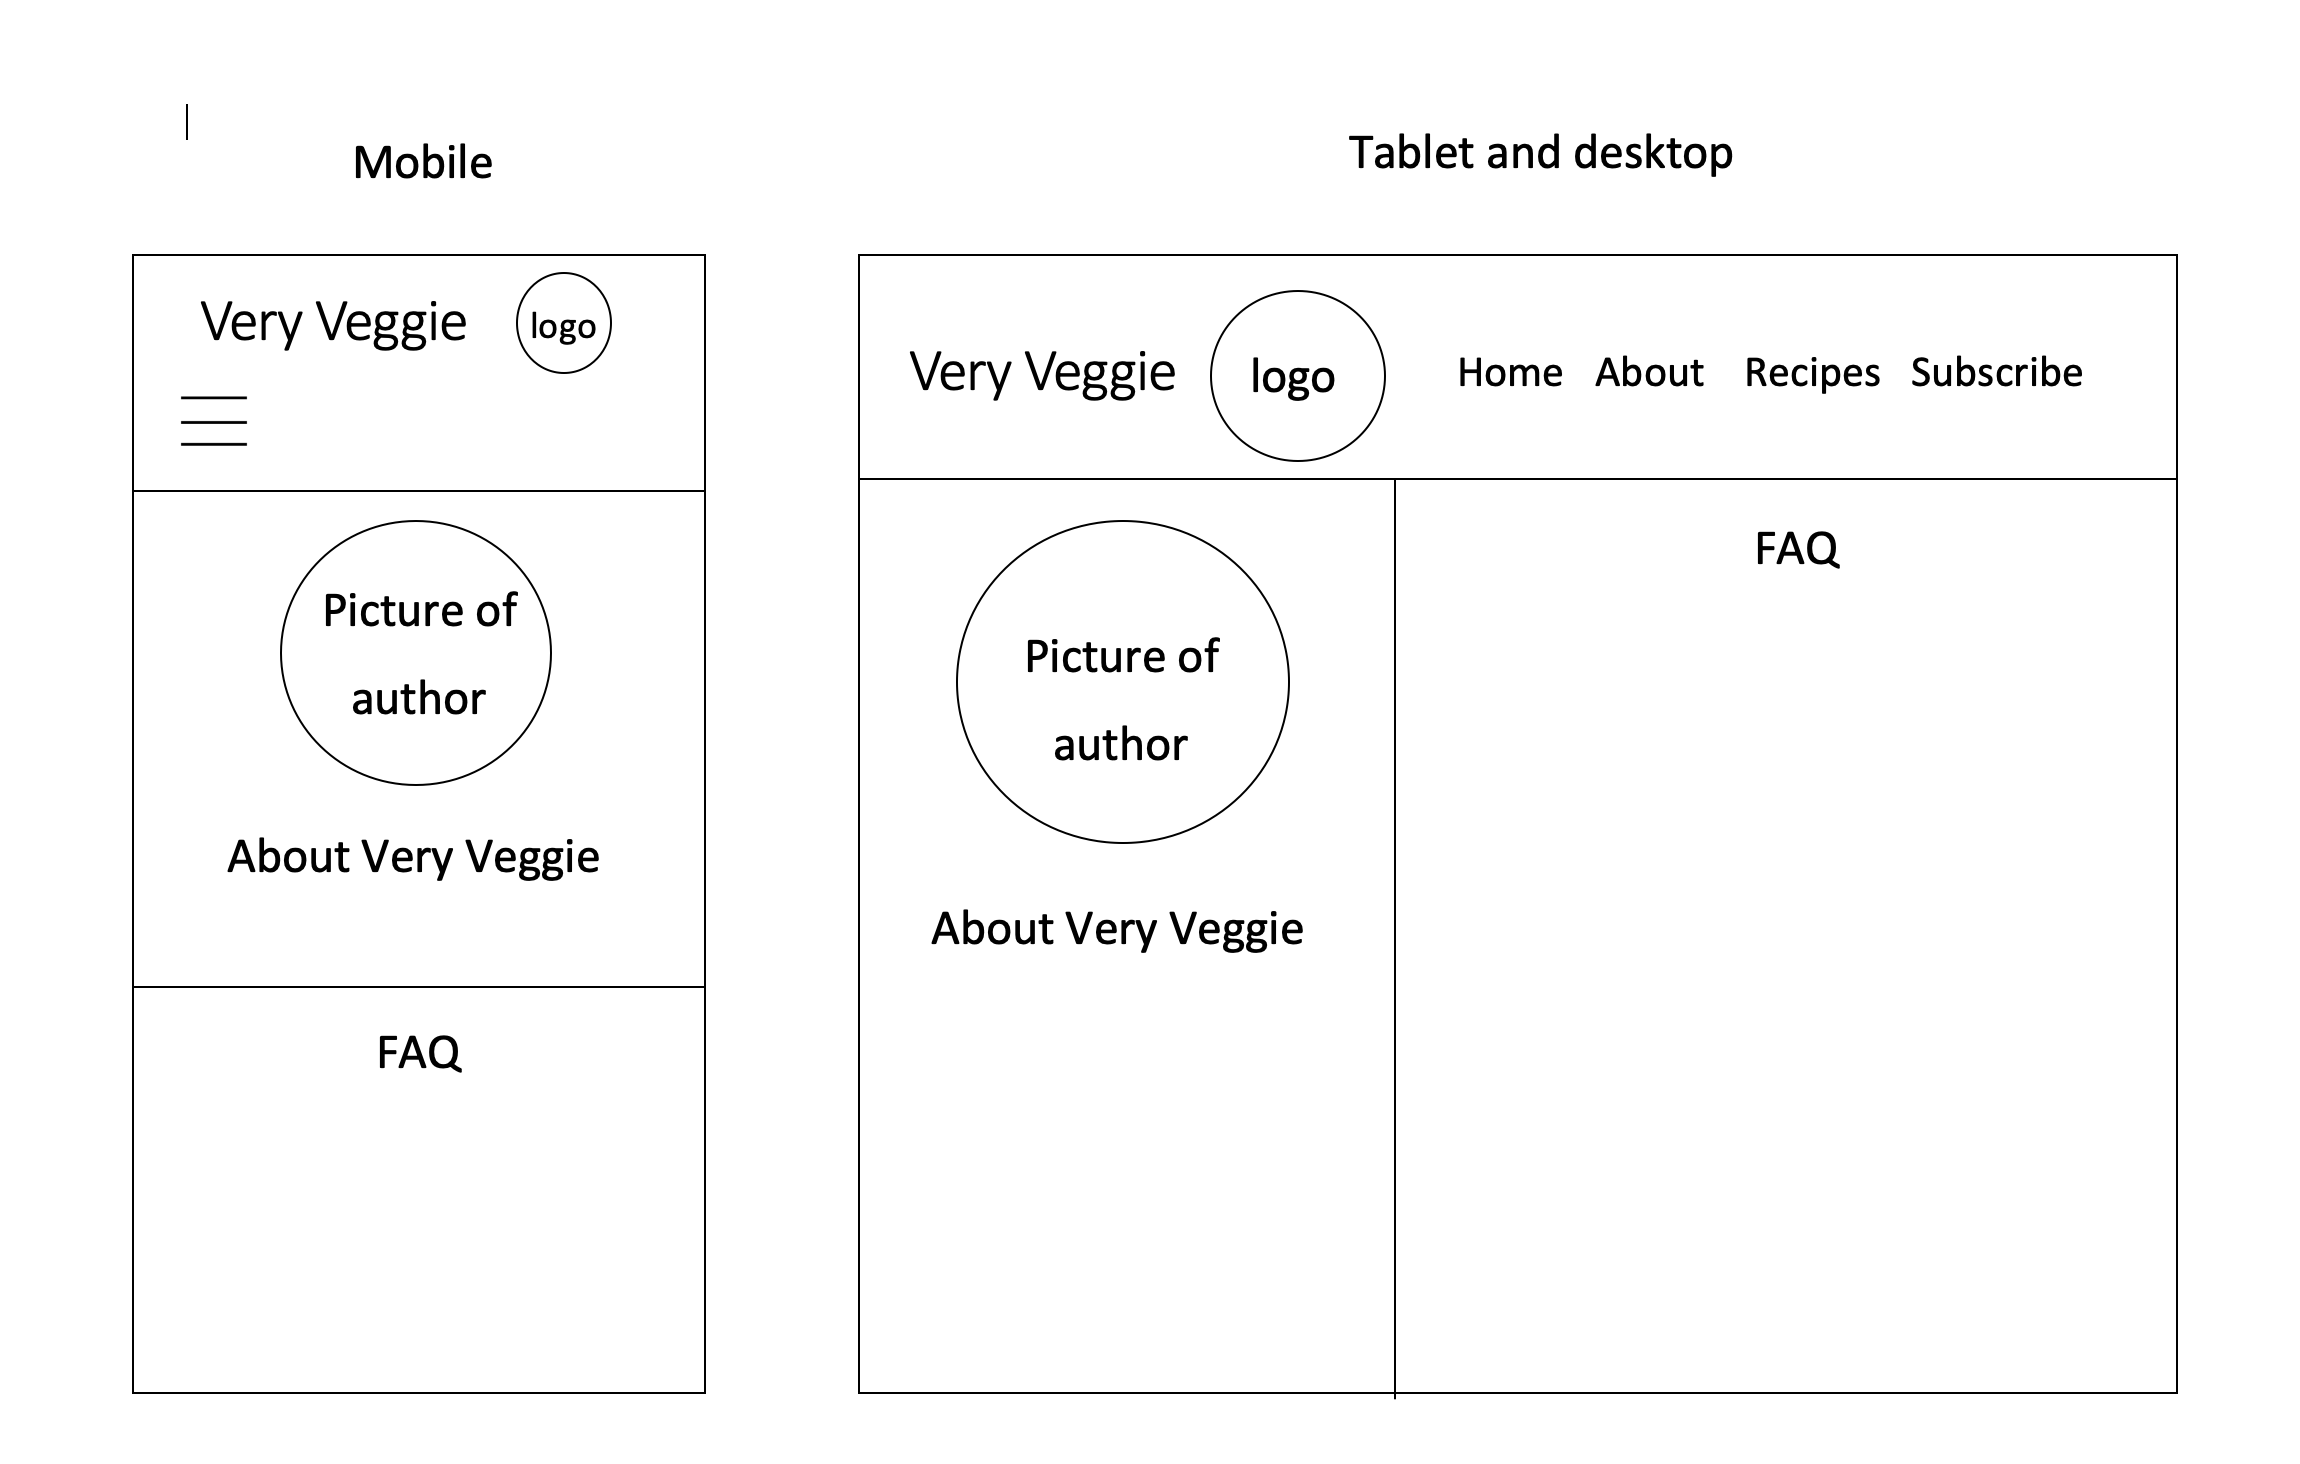 Mobile
Very Veggie logo
Picture of
author
About Very Veggie
FAQ
Tablet and desktop
Very Veggie logo Home About Recipes Subscribe
Picture of
author
About Very Veggie
FAQ